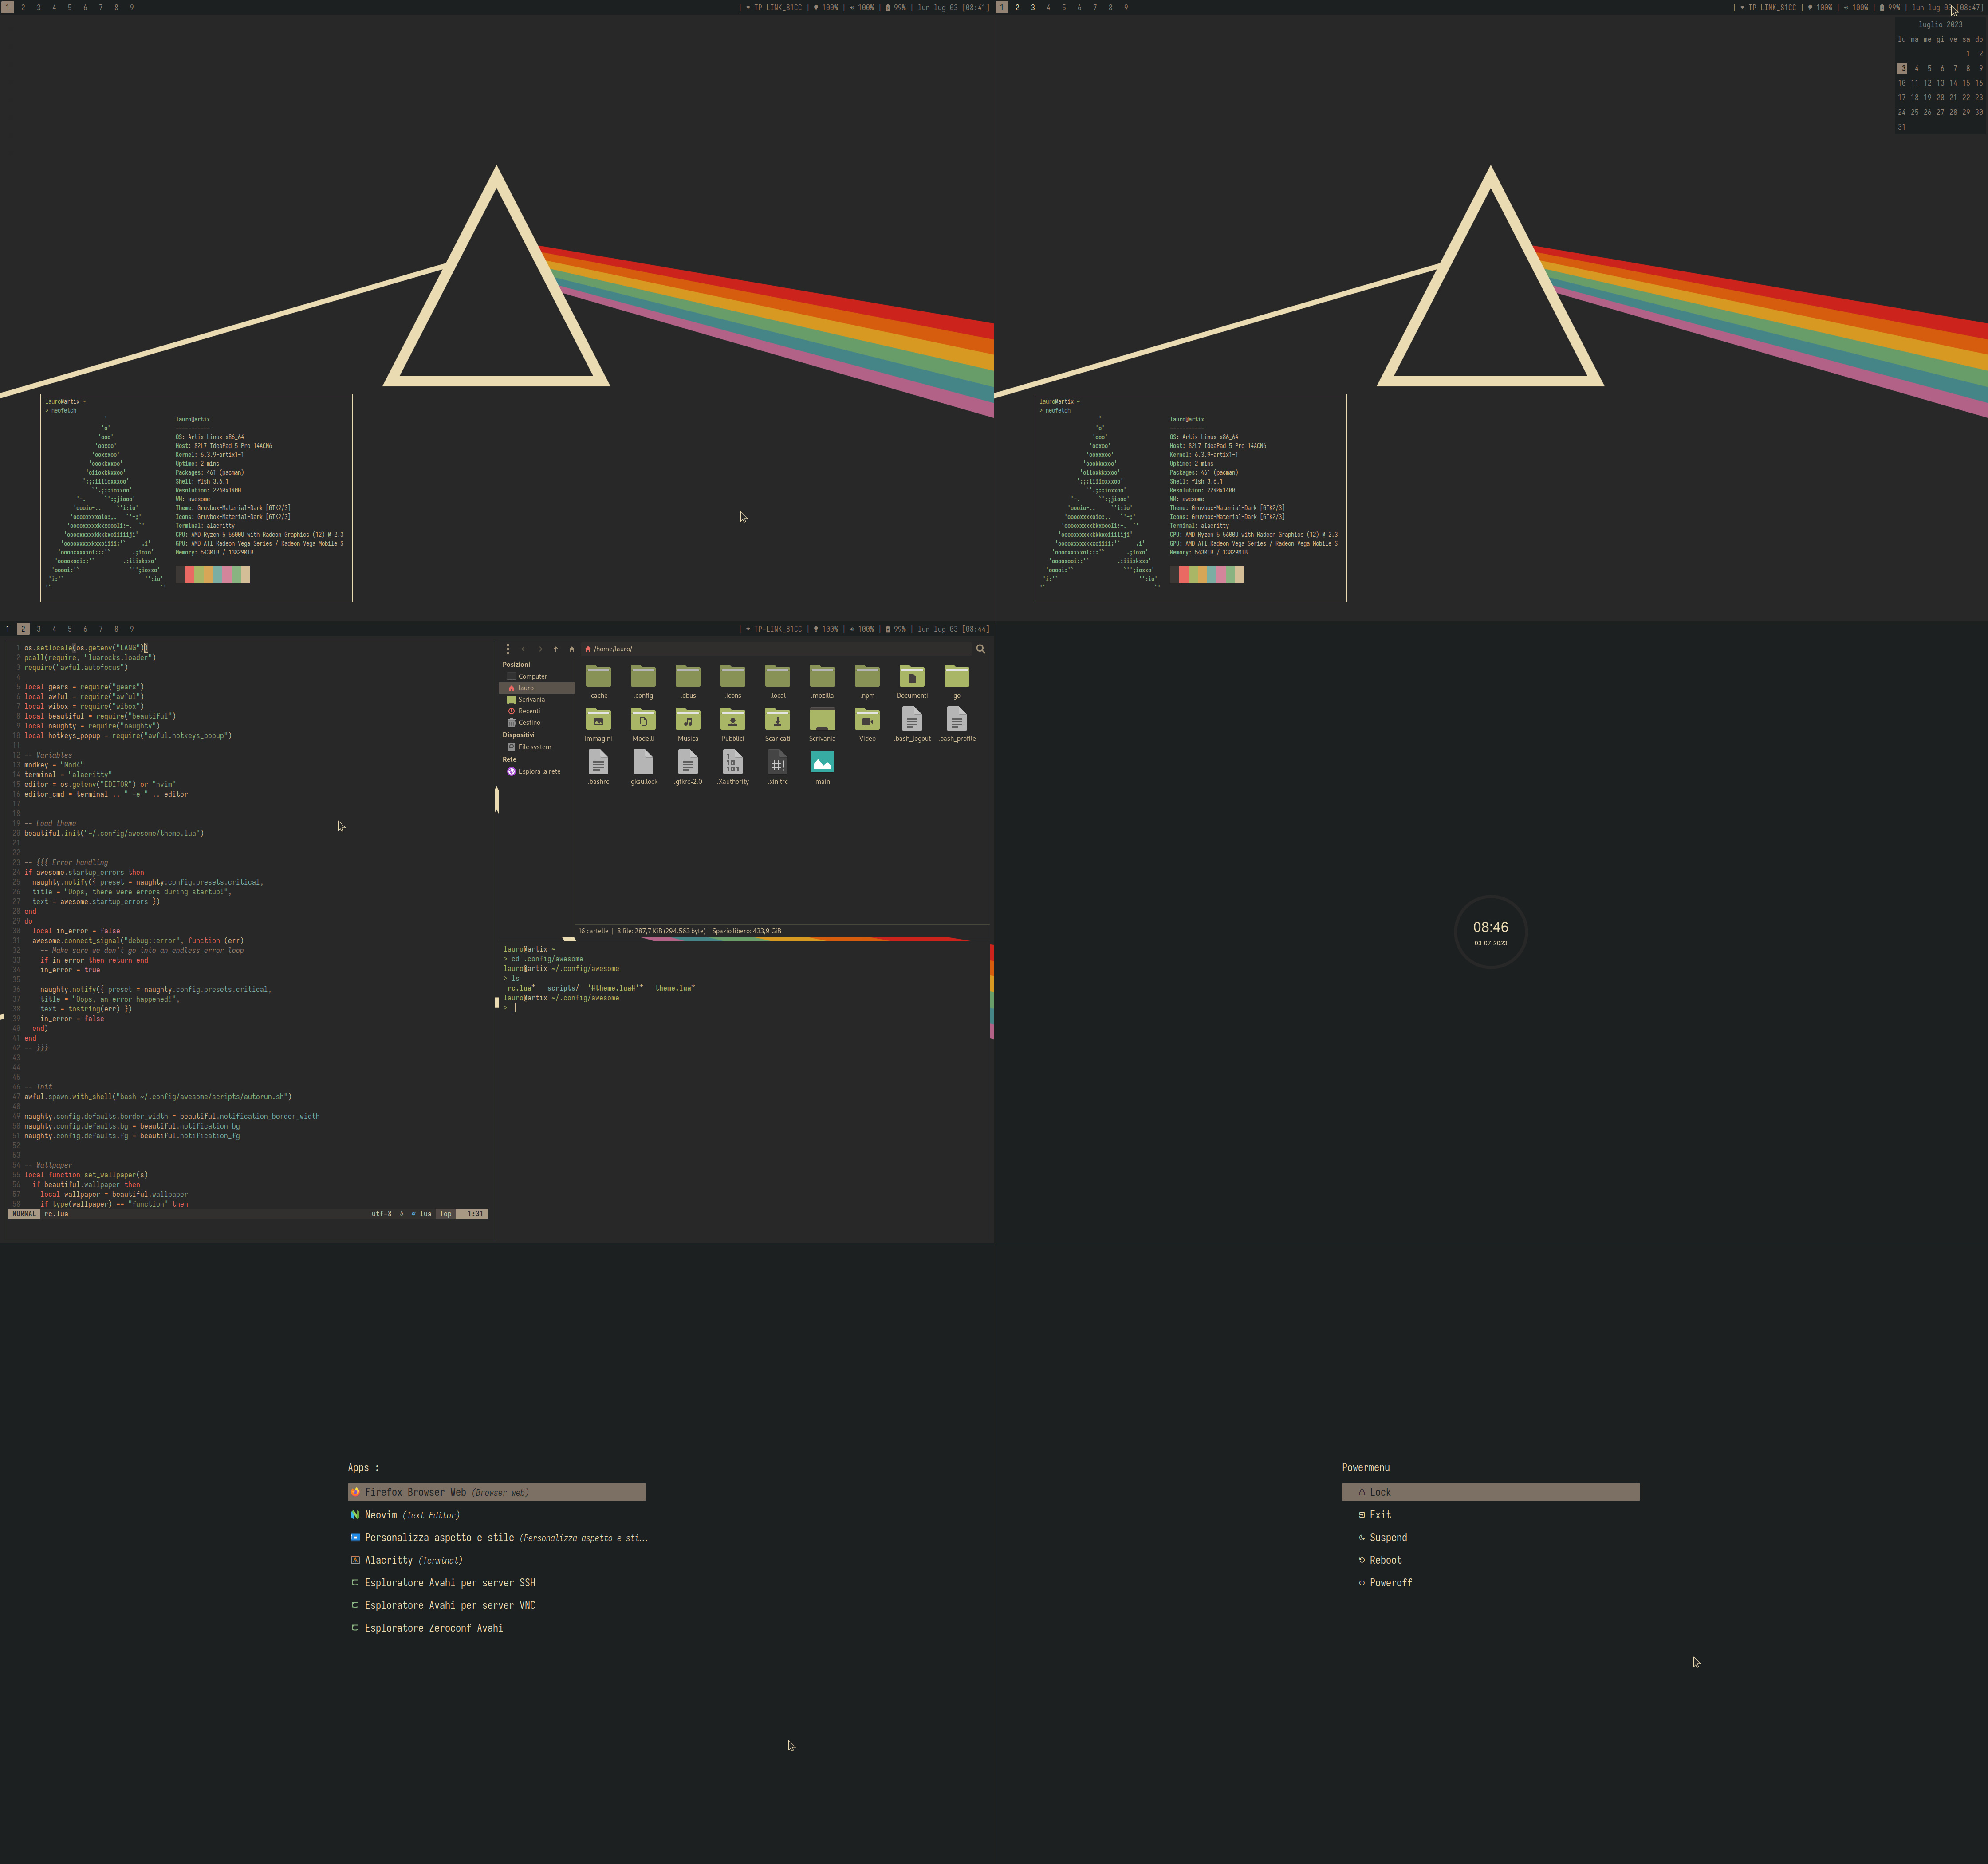 1 2 3 4 5 6 7 8 9 | TP-LINK_81CC | 100% | 100% | 99% | lun lug 03 [08:41]
lauro@artix ~
> neofetch
lauro@artix
-----------
OS: Artix Linux x86_64
Host: 82L7 IdeaPad 5 Pro 14ACN6
Kernel: 6.3.9-artix1-1
Uptime: 2 mins
Packages: 461 (pacman)
Shell: fish 3.6.1
Resolution: 2240x1400
WM: awesome
Theme: Gruvbox-Material-Dark [GTK2/3]
Icons: Gruvbox-Material-Dark [GTK2/3]
Terminal: alacritty
CPU: AMD Ryzen 5 5600U with Radeon Graphics (12) @ 2.3
GPU: AMD ATI Radeon Vega Series / Radeon Vega Mobile S
Memory: 543MiB / 13829MiB
1 2 3 4 5 6 7 8 9 | TP-LINK_81CC | 100% | 100% | 99% | lun lug 03 [08:47]
luglio 2023
lu ma me gi ve sa do
1 2
3 4 5 6 7 8 9
10 11 12 13 14 15 16
17 18 19 20 21 22 23
24 25 26 27 28 29 30
31
lauro@artix ~
> neofetch
lauro@artix
-----------
OS: Artix Linux x86_64
Host: 82L7 IdeaPad 5 Pro 14ACN6
Kernel: 6.3.9-artix1-1
Uptime: 2 mins
Packages: 461 (pacman)
Shell: fish 3.6.1
Resolution: 2240x1400
WM: awesome
Theme: Gruvbox-Material-Dark [GTK2/3]
Icons: Gruvbox-Material-Dark [GTK2/3]
Terminal: alacritty
CPU: AMD Ryzen 5 5600U with Radeon Graphics (12) @ 2.3
GPU: AMD ATI Radeon Vega Series / Radeon Vega Mobile S
Memory: 543MiB / 13829MiB
1 2 3 4 5 6 7 8 9 | TP-LINK_81CC | 100% | 100% | 99% | lun lug 03 [08:44]
1 os.setlocale(os.getenv("LANG"))
2 pcall(require, "luarocks.loader")
3 require("awful.autofocus")
4
5 local gears = require("gears")
6 local awful = require("awful")
7 local wibox = require("wibox")
8 local beautiful = require("beautiful")
9 local naughty = require("naughty")
10 local hotkeys_popup = require("awful.hotkeys_popup")
11
12 -- Variables
13 modkey = "Mod4"
14 terminal = "alacritty"
15 editor = os.getenv("EDITOR") or "nvim"
16 editor_cmd = terminal .. " -e " .. editor
17
18
19 -- Load theme
20 beautiful.init("~/.config/awesome/theme.lua")
21
22
23 -- {{{ Error handling
24 if awesome.startup_errors then
25 naughty.notify({ preset = naughty.config.presets.critical,
26 title = "Oops, there were errors during startup!",
27 text = awesome.startup_errors })
28 end
29 do
30 local in_error = false
31 awesome.connect_signal("debug::error", function (err)
32 -- Make sure we don't go into an endless error loop
33 if in_error then return end
34 in_error = true
35
36 naughty.notify({ preset = naughty.config.presets.critical,
37 title = "Oops, an error happened!",
38 text = tostring(err) })
39 in_error = false
40 end)
41 end
42 -- }}}
43
44
45
46 -- Init
47 awful.spawn.with_shell("bash ~/.config/awesome/scripts/autorun.sh")
48
49 naughty.config.defaults.border_width = beautiful.notification_border_width
50 naughty.config.defaults.bg = beautiful.notification_bg
51 naughty.config.defaults.fg = beautiful.notification_fg
52
53
54 -- Wallpaper
55 local function set_wallpaper(s)
56 if beautiful.wallpaper then
57 local wallpaper = beautiful.wallpaper
58 if type(wallpaper) == "function" then
NORMAL rc.lua utf-8 lua Top 1:31
/home/lauro/
Posizioni
Computer
lauro
Scrivania
Recenti
Cestino
Dispositivi
File system
Rete
Esplora la rete
.cache .config .dbus .icons .local .mozilla .npm Documenti go
Immagini Modelli Musica Pubblici Scaricati Scrivania Video .bash_logout .bash_profile
.bashrc .gksu.lock .gtkrc-2.0 .Xauthority .xinitrc main
16 cartelle | 8 file: 287,7 KiB (294.563 byte) | Spazio libero: 433,9 GiB
lauro@artix ~
> cd .config/awesome
lauro@artix ~/.config/awesome
> ls
rc.lua* scripts/ '#theme.lua#'* theme.lua*
lauro@artix ~/.config/awesome
>
08:46
03-07-2023
Apps :
Firefox Browser Web (Browser web)
Neovim (Text Editor)
Personalizza aspetto e stile (Personalizza aspetto e sti...
Alacritty (Terminal)
Esploratore Avahi per server SSH
Esploratore Avahi per server VNC
Esploratore Zeroconf Avahi
Powermenu
Lock
Exit
Suspend
Reboot
Poweroff